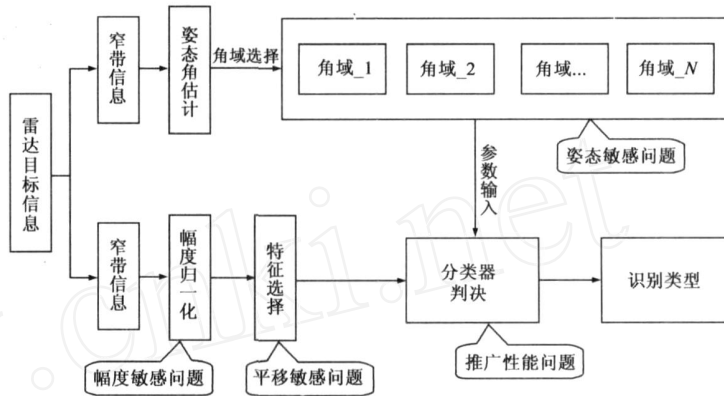 雷达目标信息
窄带信息
姿态角估计
角域选择
角域_1
角域_2
角域...
角域_N
姿态敏感问题
参数输入
窄带信息
幅度归一化
特征选择
分类器
判决
识别类型
幅度敏感问题
平移敏感问题
推广性能问题
.cnki.net